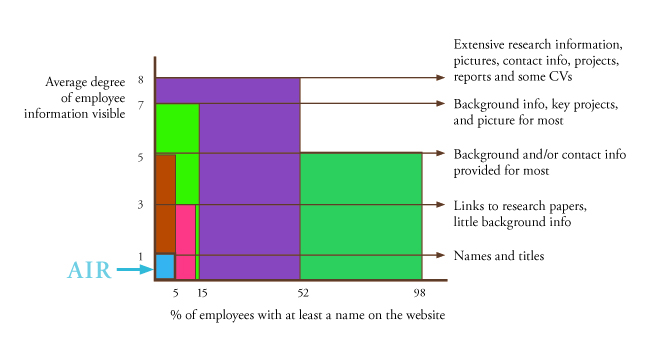 Extensive research information,
pictures, contact info, projects,
reports and some CVs
Average degree
of employee
information visible
8
7
Background info, key projects,
and picture for most
5
Background and/or contact info
provided for most
3
Links to research papers,
little background info
1
Names and titles
AIR
5 15 52 98
% of employees with at least a name on the website